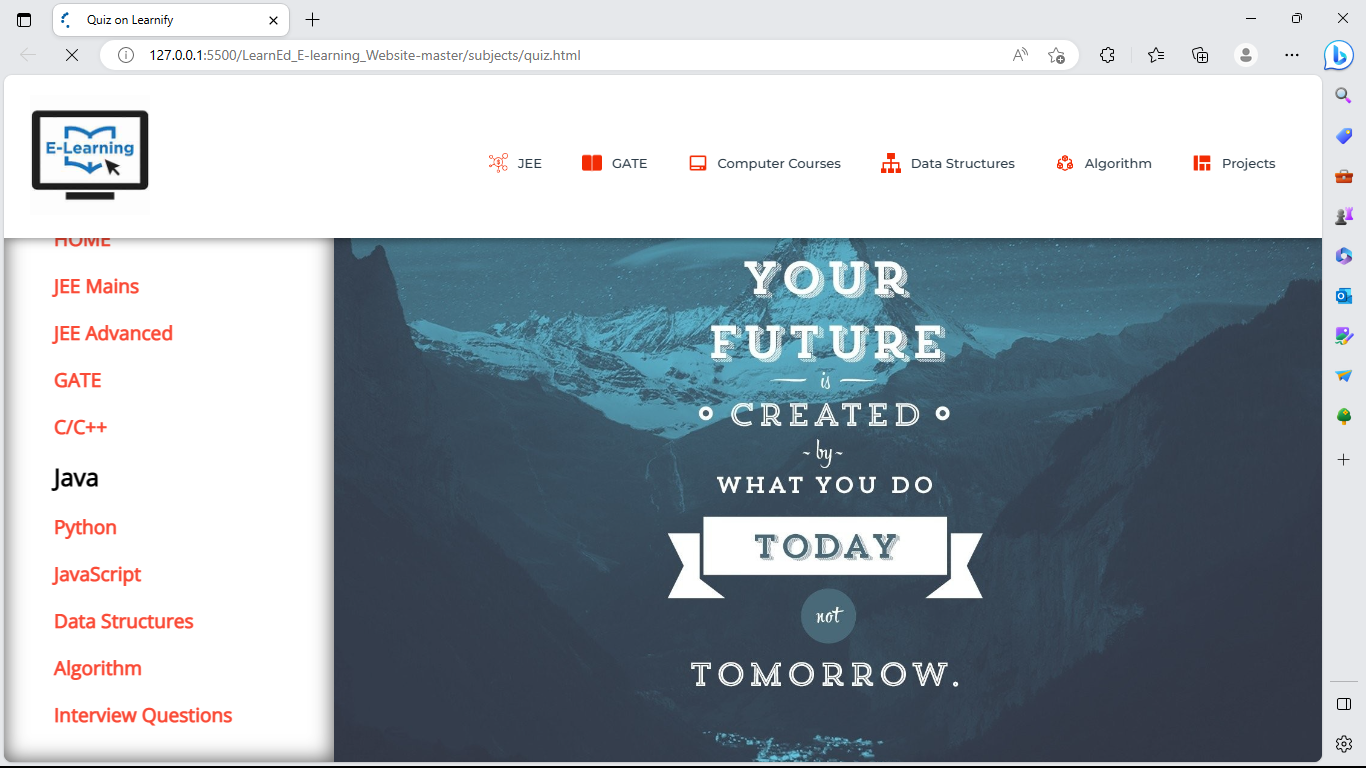 Quiz on Learnify
127.0.0.1:5500/LearnEd_E-learning_Website-master/subjects/quiz.html
E-Learning
JEE
GATE
Computer Courses
Data Structures
Algorithm
Projects
HOME
JEE Mains
JEE Advanced
GATE
C/C++
Java
Python
JavaScript
Data Structures
Algorithm
Interview Questions
YOUR
FUTURE
is
CREATED
-by-
WHAT YOU DO
TODAY
not
TOMORROW.